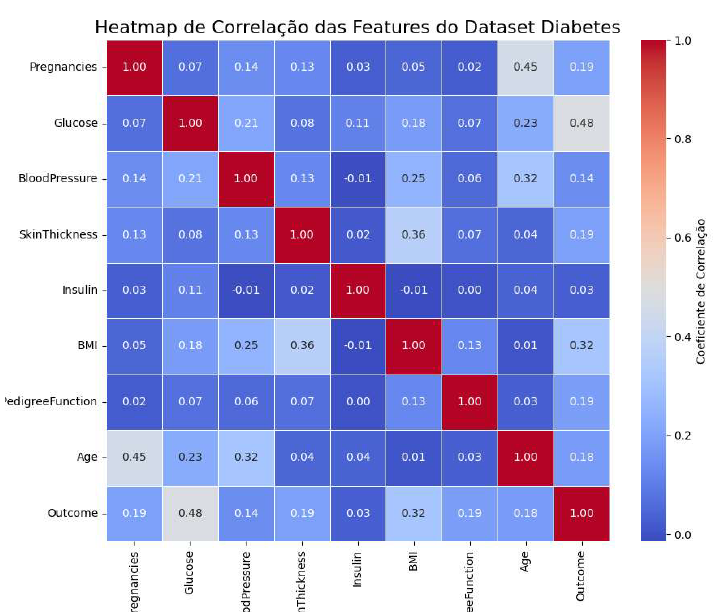 Heatmap de Correlação das Features do Dataset Diabetes
Pregnancies 1.00 0.07 0.14 0.13 0.03 0.05 0.02 0.45 0.19
Glucose 0.07 1.00 0.21 0.08 0.11 0.18 0.07 0.23 0.48
BloodPressure 0.14 0.21 1.00 0.13 -0.01 0.25 0.06 0.32 0.14
SkinThickness 0.13 0.08 0.13 1.00 0.02 0.36 0.07 0.04 0.19
Insulin 0.03 0.11 -0.01 0.02 1.00 -0.01 0.00 0.04 0.03
BMI 0.05 0.18 0.25 0.36 -0.01 1.00 0.13 0.01 0.32
PedigreeFunction 0.02 0.07 0.06 0.07 0.00 0.13 1.00 0.03 0.19
Age 0.45 0.23 0.32 0.04 0.04 0.01 0.03 1.00 0.18
Outcome 0.19 0.48 0.14 0.19 0.03 0.32 0.19 0.18 1.00
regnancies
Glucose
odPressure
nThickness
Insulin
BMI
eeFunction
Age
Outcome
1.0
0.8
0.6
0.4
0.2
0.0
Coeficiente de Correlação